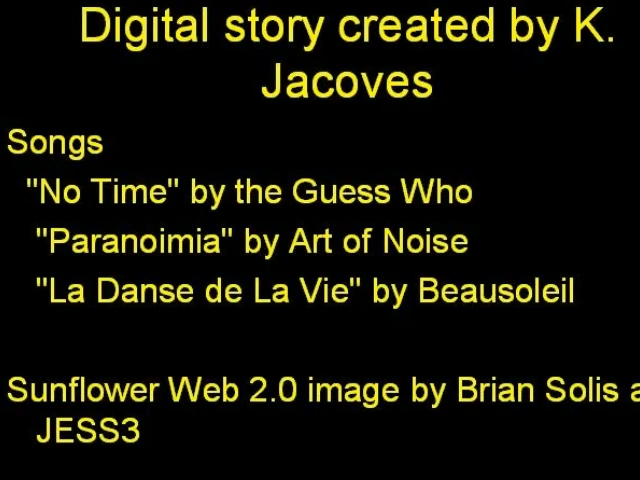 Digital story created by K.
Jacoves
Songs
"No Time" by the Guess Who
"Paranoimia" by Art of Noise
"La Danse de La Vie" by Beausoleil
Sunflower Web 2.0 image by Brian Solis
JESS3